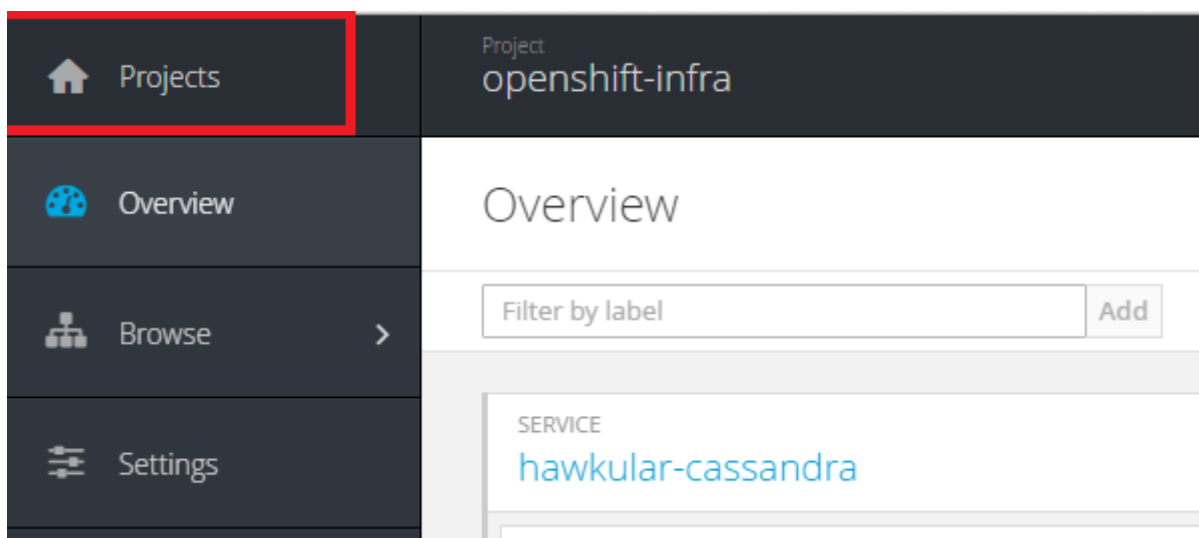 Projects
Project
openshift-infra
Overview
Browse
Settings
Overview
Filter by label
Add
SERVICE
hawkular-cassandra